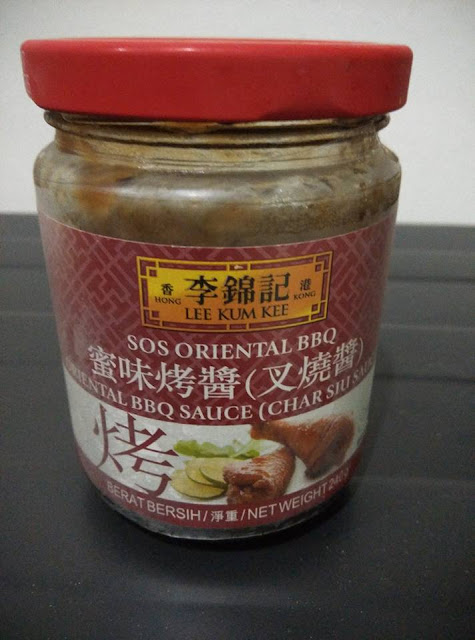 香 李錦記 港
HONG LEE KUM KEE KONG
SOS ORIENTAL BBQ
蜜味烤醬(叉燒醬)
ORIENTAL BBQ SAUCE (CHAR SIU SAUCE
烤
BERAT BERSIH/淨重/NET WEIGHT 240g